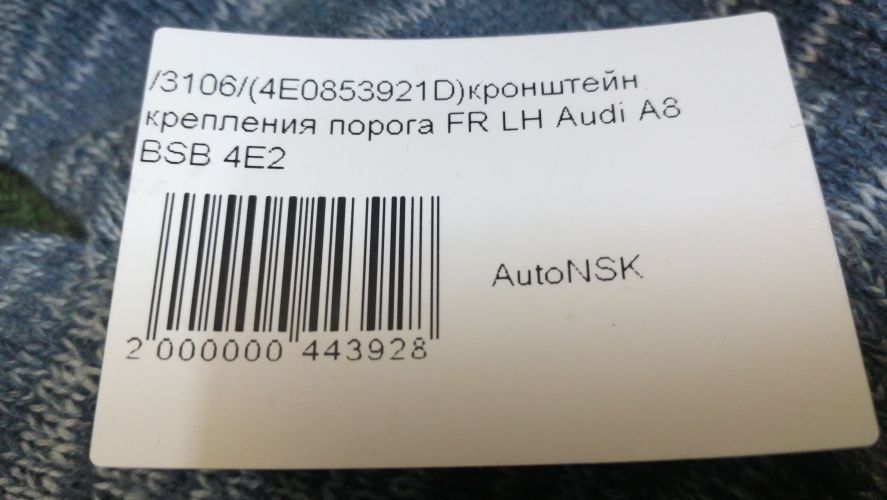 /3106/(4E0853921D)кронштейн
крепления порога FR LH Audi A8
BSB 4E2
AutoNSK
2 000000 443928